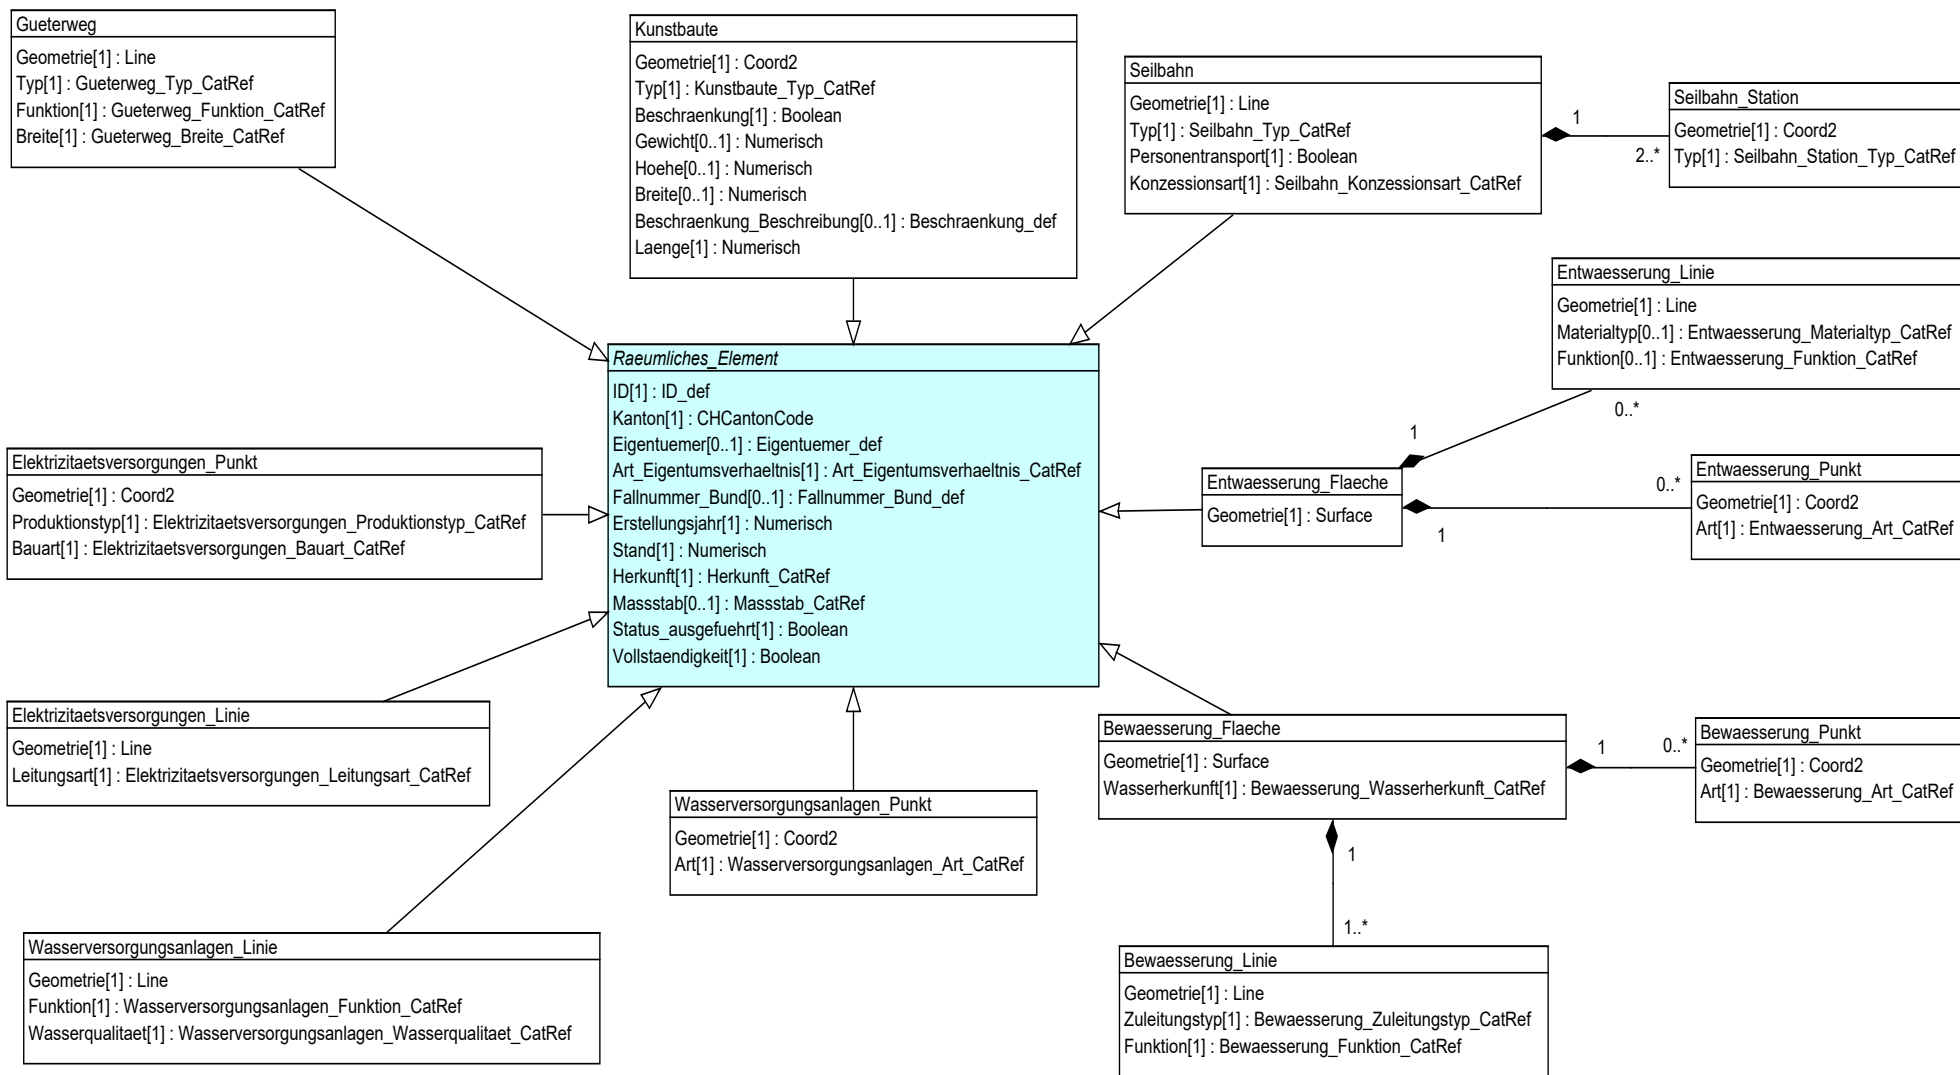 Gueterweg
Geometrie[1] : Line
Typ[1] : Gueterweg_Typ_CatRef
Funktion[1] : Gueterweg_Funktion_CatRef
Breite[1] : Gueterweg_Breite_CatRef
Kunstbaute
Geometrie[1] : Coord2
Typ[1] : Kunstbaute_Typ_CatRef
Beschraenkung[1] : Boolean
Gewicht[0..1] : Numerisch
Hoehe[0..1] : Numerisch
Breite[0..1] : Numerisch
Beschraenkung_Beschreibung[0..1] : Beschraenkung_def
Laenge[1] : Numerisch
Seilbahn
Geometrie[1] : Line
Typ[1] : Seilbahn_Typ_CatRef
Personentransport[1] : Boolean
Konzessionsart[1] : Seilbahn_Konzessionsart_CatRef
1
2..*
Seilbahn_Station
Geometrie[1] : Coord2
Typ[1] : Seilbahn_Station_Typ_CatRef
Entwaesserung_Linie
Geometrie[1] : Line
Materialtyp[0..1] : Entwaesserung_Materialtyp_CatRef
Funktion[0..1] : Entwaesserung_Funktion_CatRef
0..*
1
Raeumliches_Element
ID[1] : ID_def
Kanton[1] : CHCantonCode
Eigentuemer[0..1] : Eigentuemer_def
Art_Eigentumsverhaeltnis[1] : Art_Eigentumsverhaeltnis_CatRef
Fallnummer_Bund[0..1] : Fallnummer_Bund_def
Erstellungsjahr[1] : Numerisch
Stand[1] : Numerisch
Herkunft[1] : Herkunft_CatRef
Massstab[0..1] : Massstab_CatRef
Status_ausgefuehrt[1] : Boolean
Vollstaendigkeit[1] : Boolean
Elektrizitaetsversorgungen_Punkt
Geometrie[1] : Coord2
Produktionstyp[1] : Elektrizitaetsversorgungen_Produktionstyp_CatRef
Bauart[1] : Elektrizitaetsversorgungen_Bauart_CatRef
Entwaesserung_Flaeche
Geometrie[1] : Surface
0..*
1
Entwaesserung_Punkt
Geometrie[1] : Coord2
Art[1] : Entwaesserung_Art_CatRef
Elektrizitaetsversorgungen_Linie
Geometrie[1] : Line
Leitungsart[1] : Elektrizitaetsversorgungen_Leitungsart_CatRef
Bewaesserung_Flaeche
Geometrie[1] : Surface
Wasserherkunft[1] : Bewaesserung_Wasserherkunft_CatRef
1
0..*
Bewaesserung_Punkt
Geometrie[1] : Coord2
Art[1] : Bewaesserung_Art_CatRef
Wasserversorgungsanlagen_Punkt
Geometrie[1] : Coord2
Art[1] : Wasserversorgungsanlagen_Art_CatRef
1
1..*
Wasserversorgungsanlagen_Linie
Geometrie[1] : Line
Funktion[1] : Wasserversorgungsanlagen_Funktion_CatRef
Wasserqualitaet[1] : Wasserversorgungsanlagen_Wasserqualitaet_CatRef
Bewaesserung_Linie
Geometrie[1] : Line
Zuleitungstyp[1] : Bewaesserung_Zuleitungstyp_CatRef
Funktion[1] : Bewaesserung_Funktion_CatRef